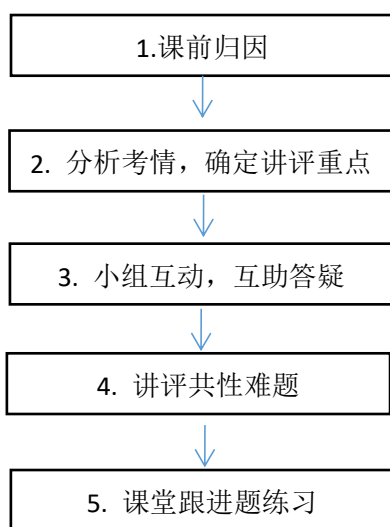 1.课前归因
2. 分析考情，确定讲评重点
3. 小组互动，互助答疑
4. 讲评共性难题
5. 课堂跟进题练习